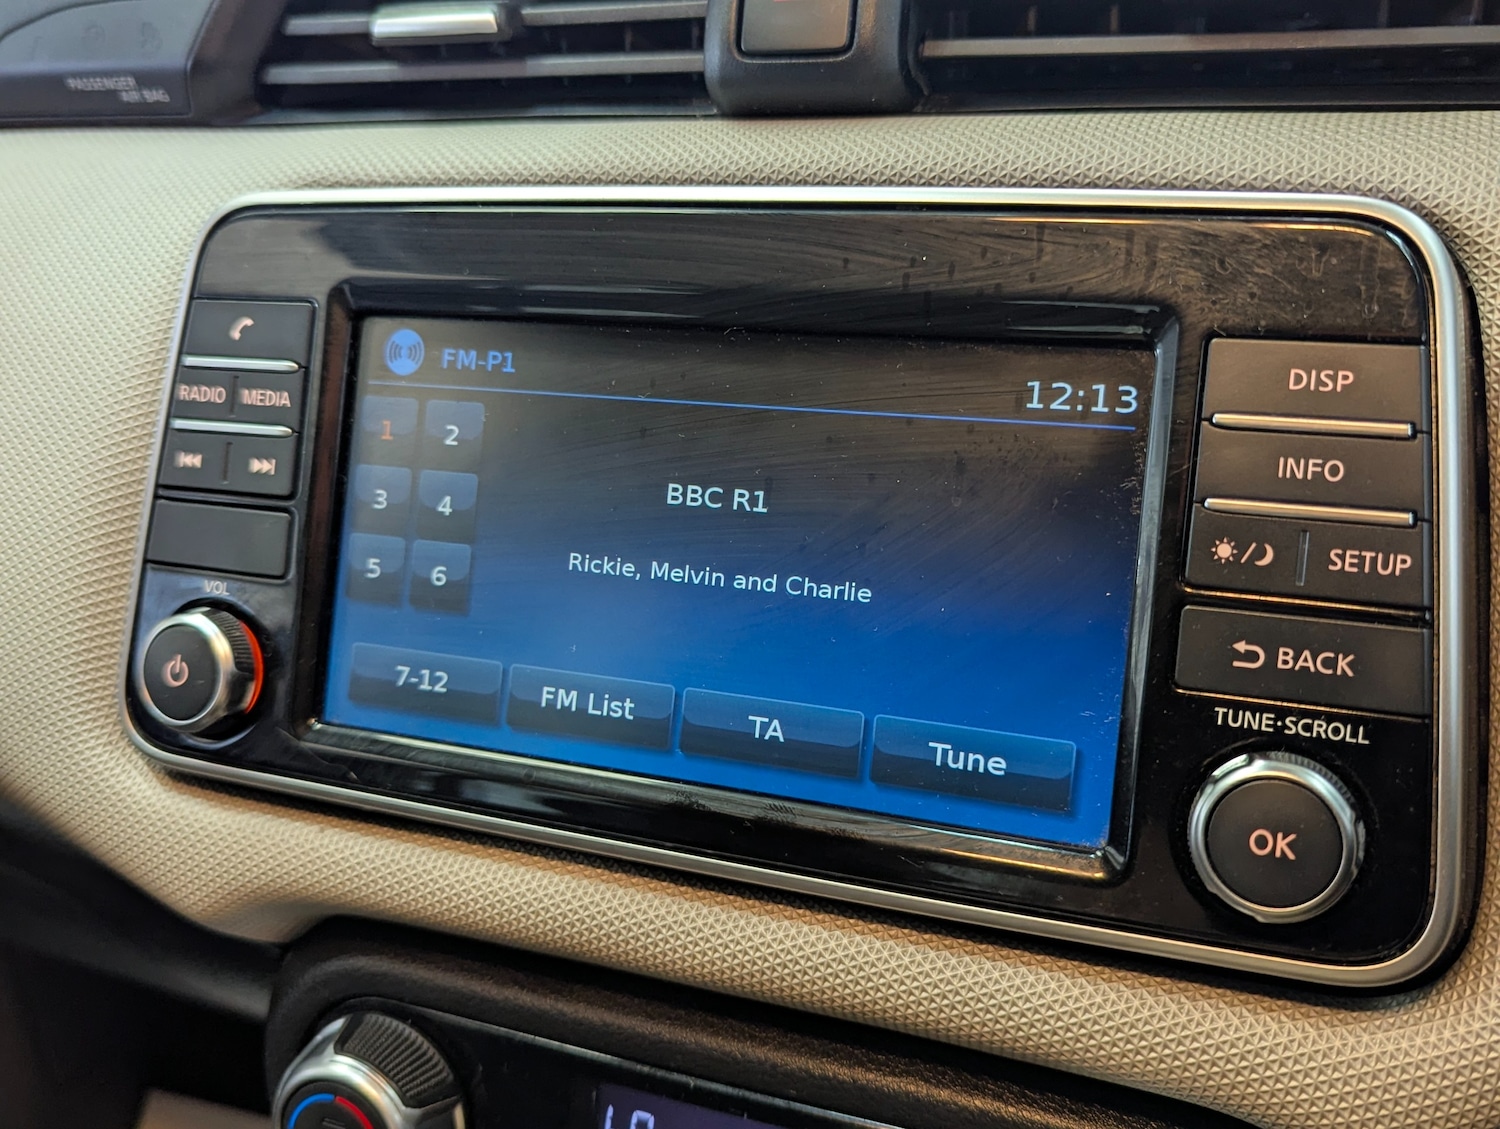 PASSENGER
AIR BAG
FM-P1
12:13
RADIO MEDIA
1 2
3 4
5 6
BBC R1
Rickie, Melvin and Charlie
7-12 FM List TA Tune
VOL
DISP
INFO
SETUP
BACK
TUNE·SCROLL
OK